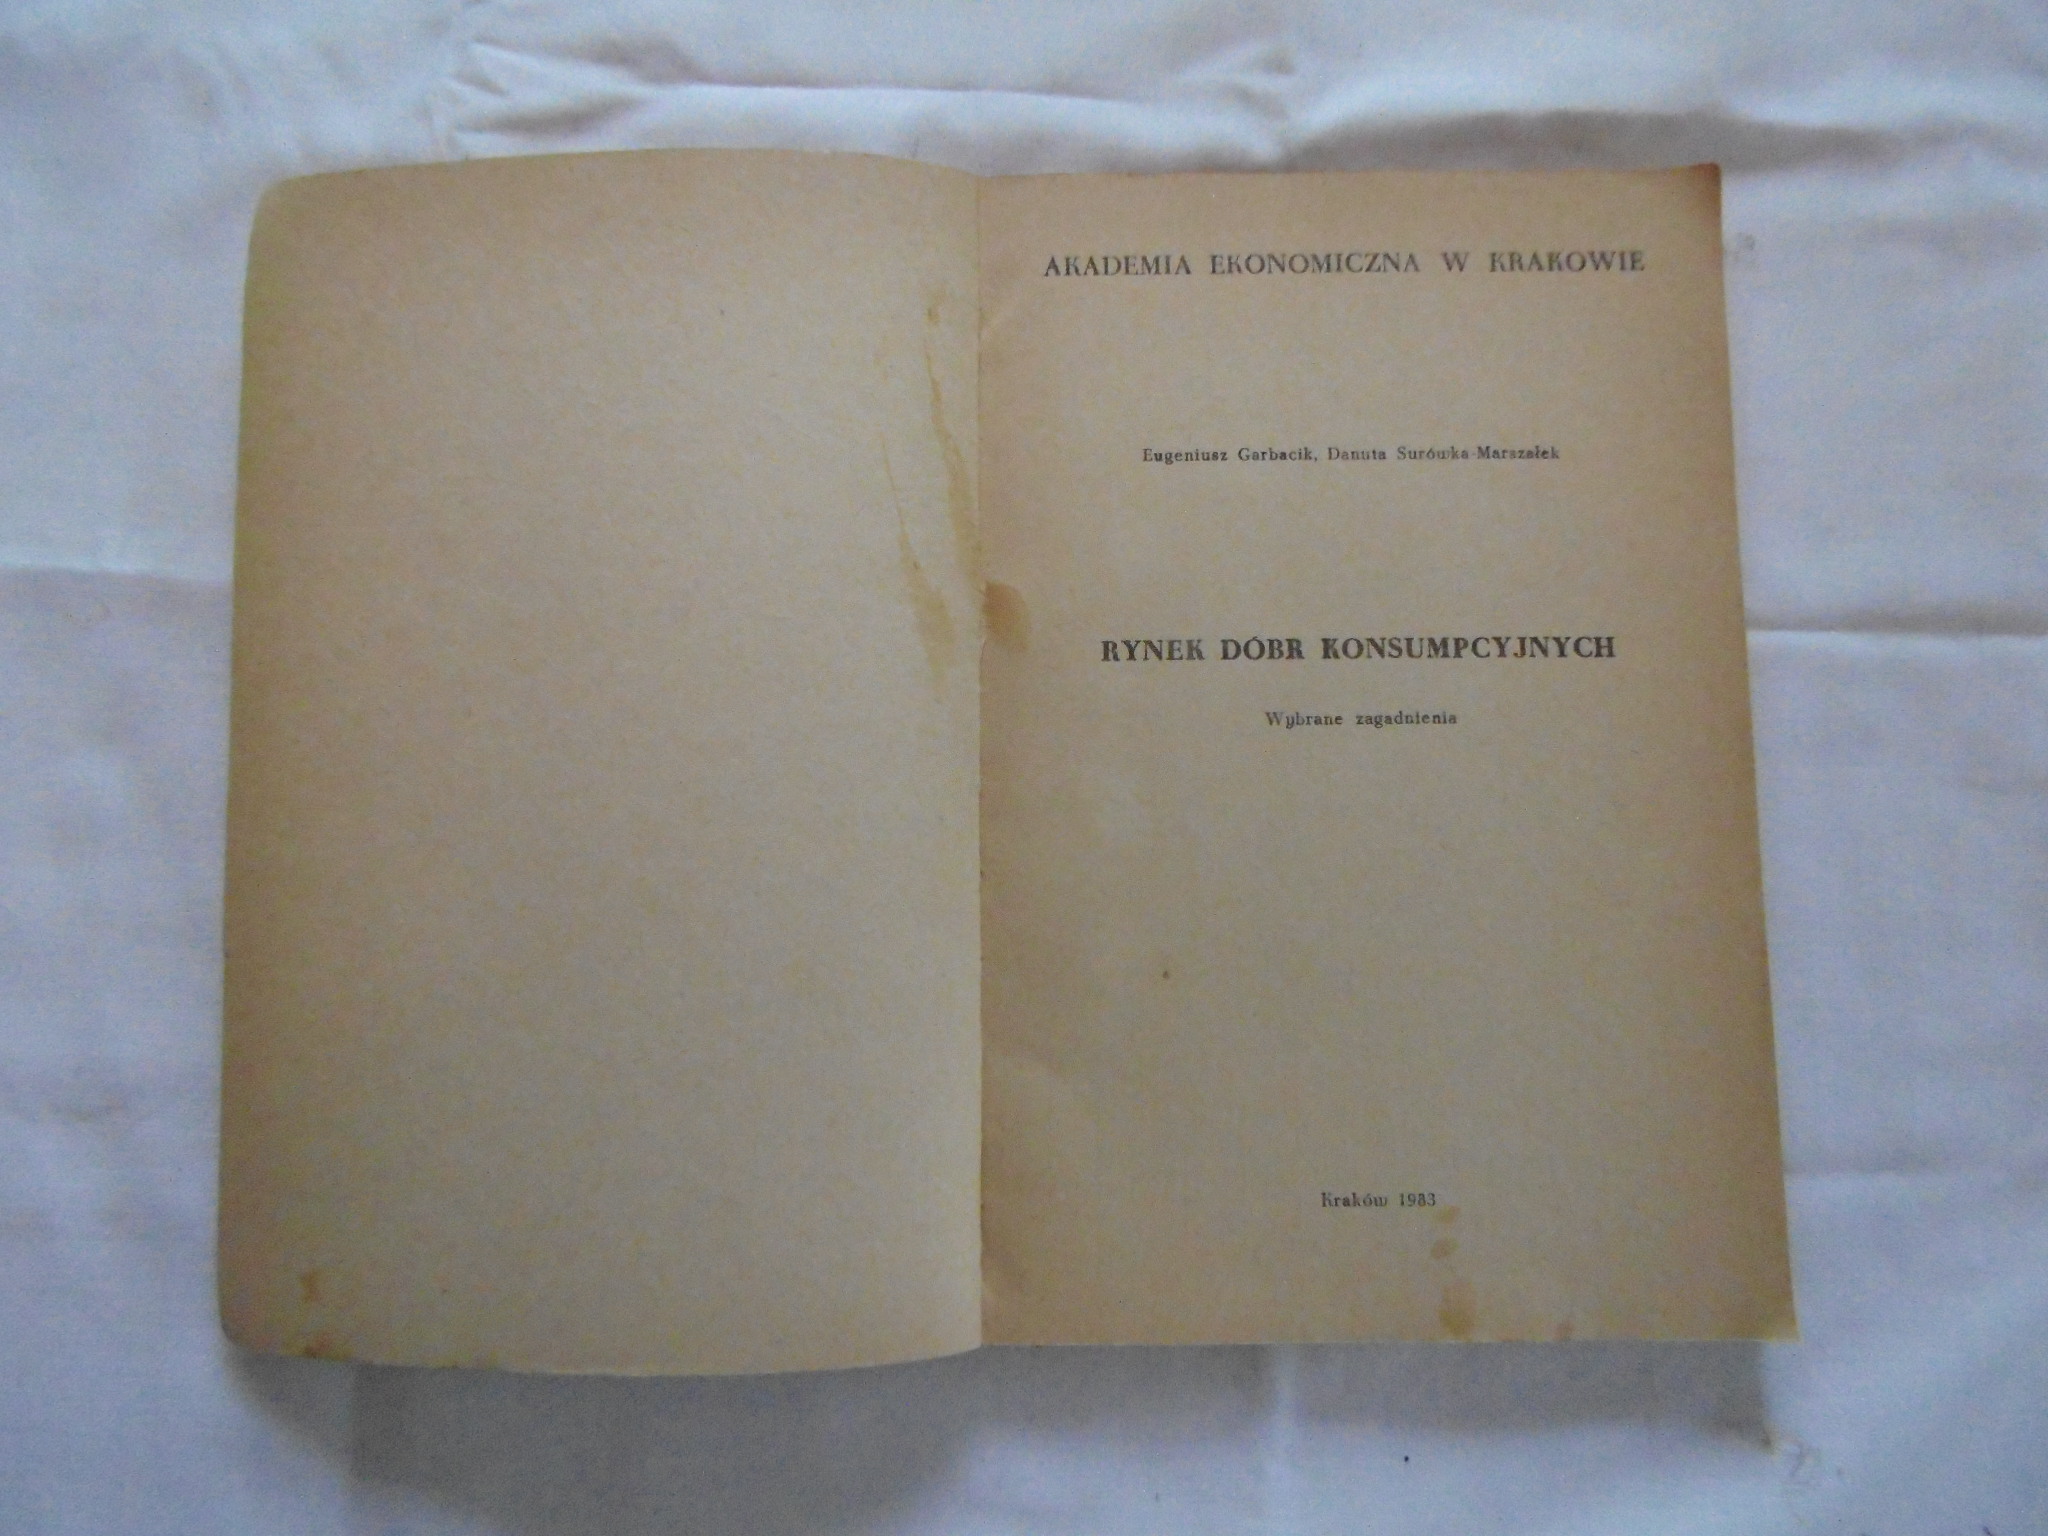 AKADEMIA EKONOMICZNA W KRAKOWIE
Eugeniusz Garbacik, Danuta Surówka-Marszałek
RYNEK DÓBR KONSUMPCYJNYCH
Wybrane zagadnienia
Kraków 1983